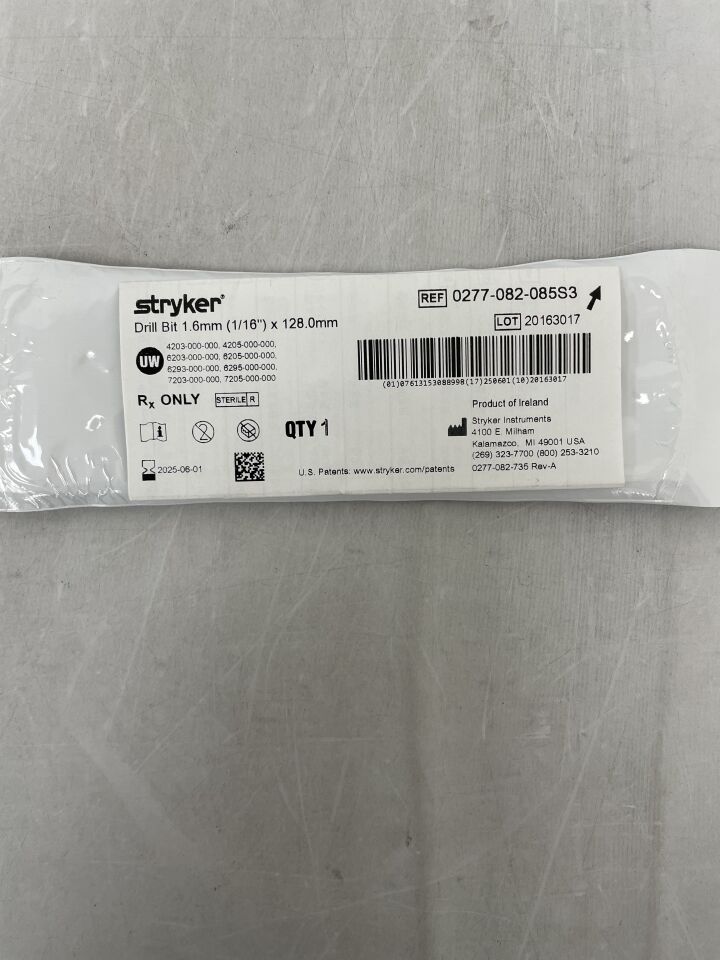 stryker®
Drill Bit 1.6mm (1/16") x 128.0mm
UW
4203-000-000, 4205-000-000,
6203-000-000, 6205-000-000,
6293-000-000, 6295-000-000,
7203-000-000, 7205-000-000
Rx ONLY
STERILE R
QTY 1
2025-06-01
U.S. Patents: www.stryker.com/patents
REF 0277-082-085S3
LOT 20163017
(01)07613153088998(17)250601(10)20163017
Product of Ireland
Stryker Instruments
4100 E. Milham
Kalamazoo, MI 49001 USA
(269) 323-7700 (800) 253-3210
0277-082-735 Rev-A